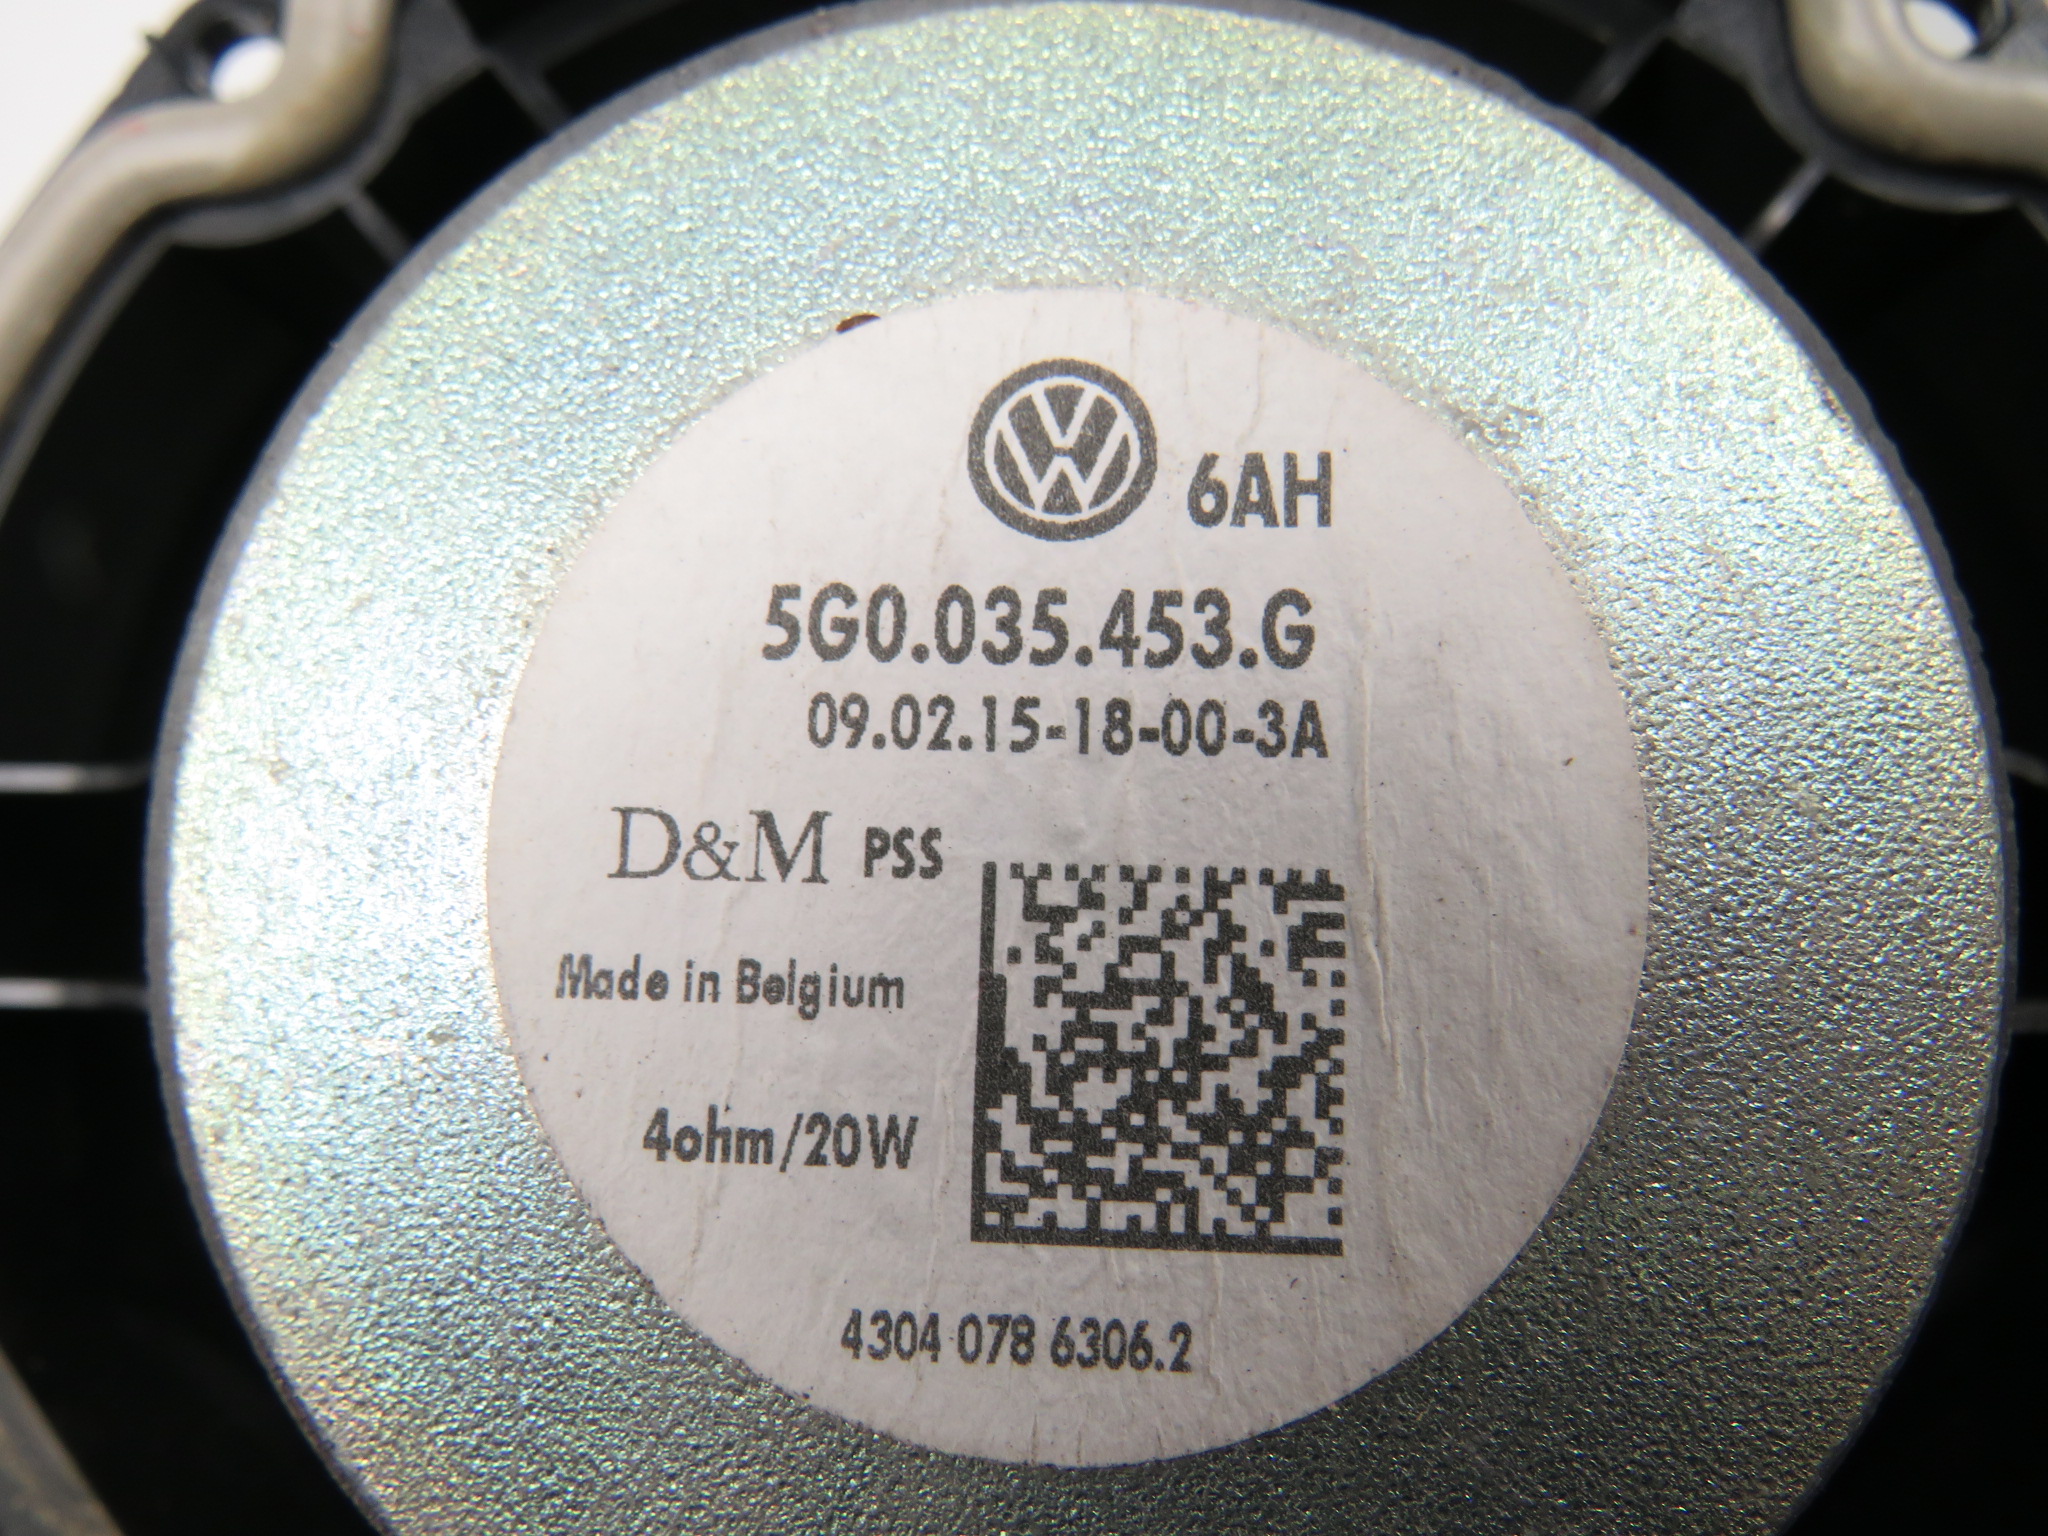 6AH
5G0.035.453.G
09.02.15-18-00-3A
D&M PSS
Made in Belgium
4ohm/20W
4304 078 6306.2